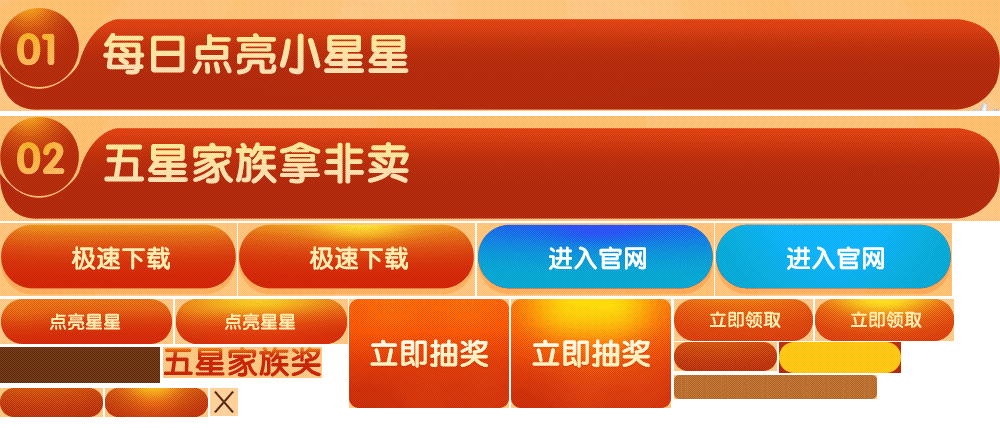 01 每日点亮小星星
02 五星家族拿非卖
极速下载 极速下载 进入官网 进入官网
点亮星星 点亮星星 立即抽奖 立即抽奖 立即领取 立即领取
五星家族奖